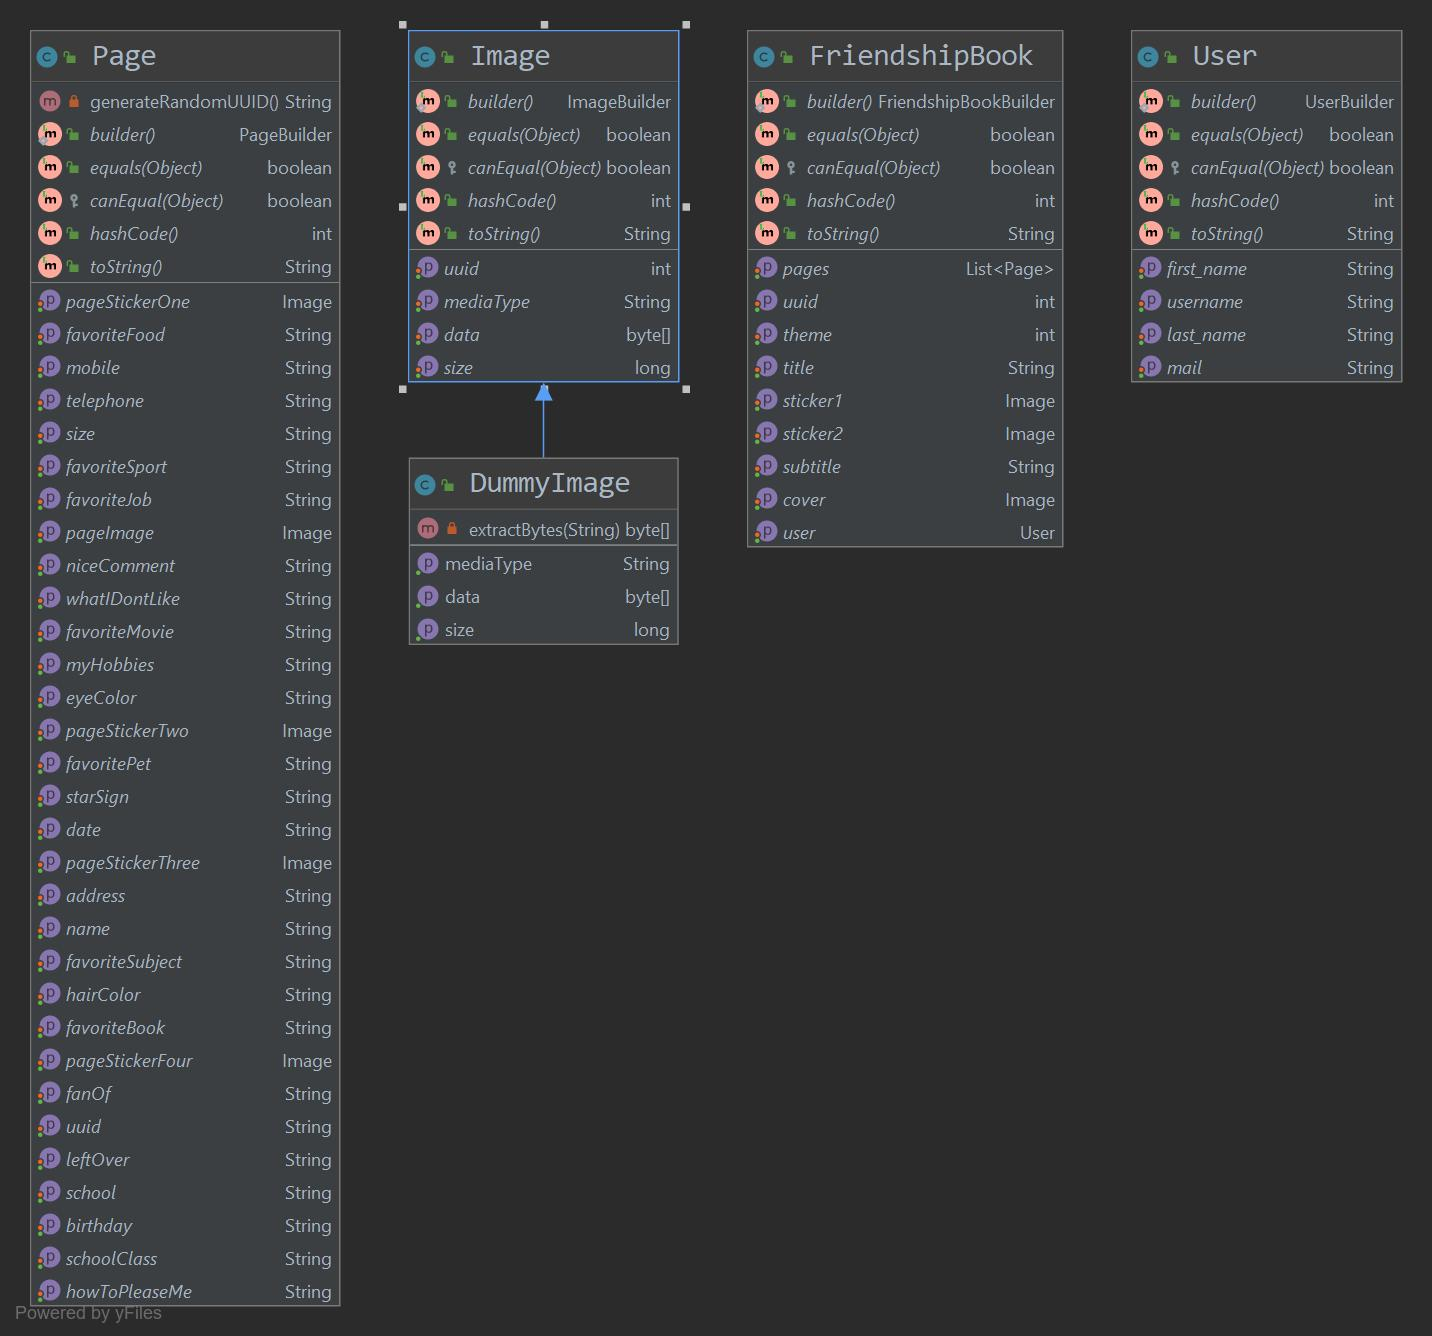 Page
generateRandomUUID() String
builder() PageBuilder
equals(Object) boolean
canEqual(Object) boolean
hashCode() int
toString() String
pageStickerOne Image
favoriteFood String
mobile String
telephone String
size String
favoriteSport String
favoriteJob String
pageImage Image
niceComment String
whatIDontLike String
favoriteMovie String
myHobbies String
eyeColor String
pageStickerTwo Image
favoritePet String
starSign String
date String
pageStickerThree Image
address String
name String
favoriteSubject String
hairColor String
favoriteBook String
pageStickerFour Image
fanOf String
uuid String
leftOver String
school String
birthday String
schoolClass String
howToPleaseMe String
Image
builder() ImageBuilder
equals(Object) boolean
canEqual(Object) boolean
hashCode() int
toString() String
uuid int
mediaType String
data byte[]
size long
DummyImage
extractBytes(String) byte[]
mediaType String
data byte[]
size long
FriendshipBook
builder() FriendshipBookBuilder
equals(Object) boolean
canEqual(Object) boolean
hashCode() int
toString() String
pages List<Page>
uuid int
theme int
title String
sticker1 Image
sticker2 Image
subtitle String
cover Image
user User
User
builder() UserBuilder
equals(Object) boolean
canEqual(Object) boolean
hashCode() int
toString() String
first_name String
username String
last_name String
mail String
Powered by yFiles